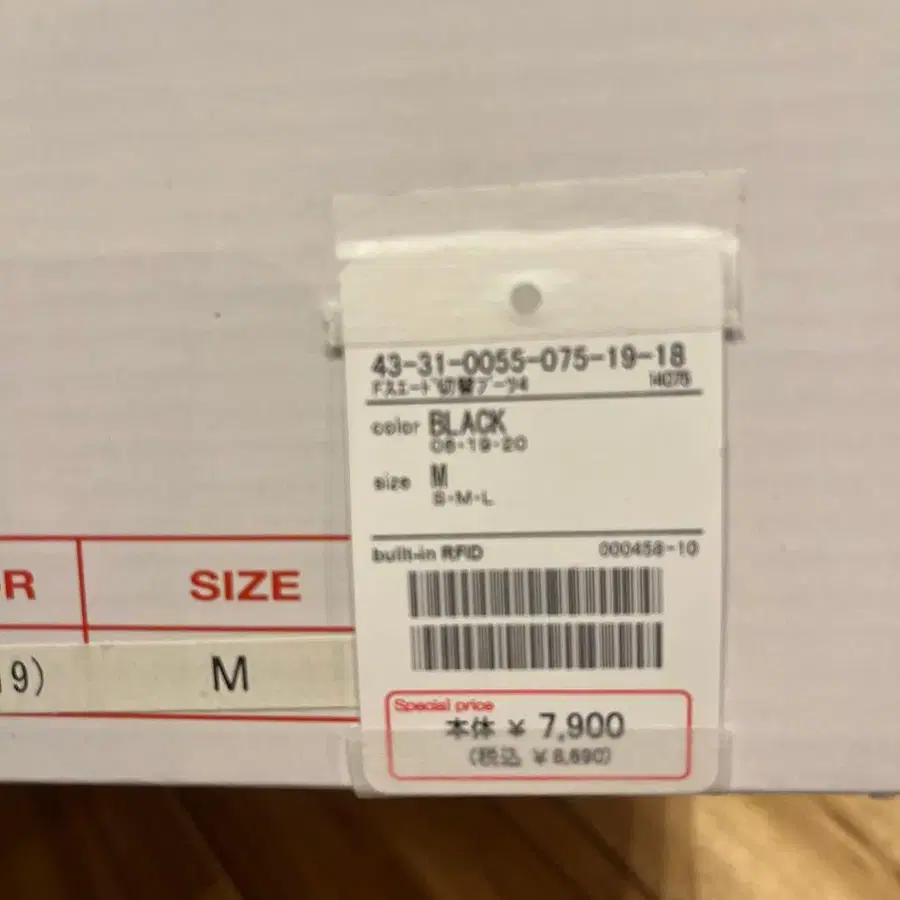 43-31-0055-075-19-18
Fスエード切替ブーツ4
14075
color BLACK
06·19·20
size M
S·M·L
built-in RFID 000458-10
R SIZE
19) M
Special price
本体 ¥ 7,900
(税込 ¥8,690)